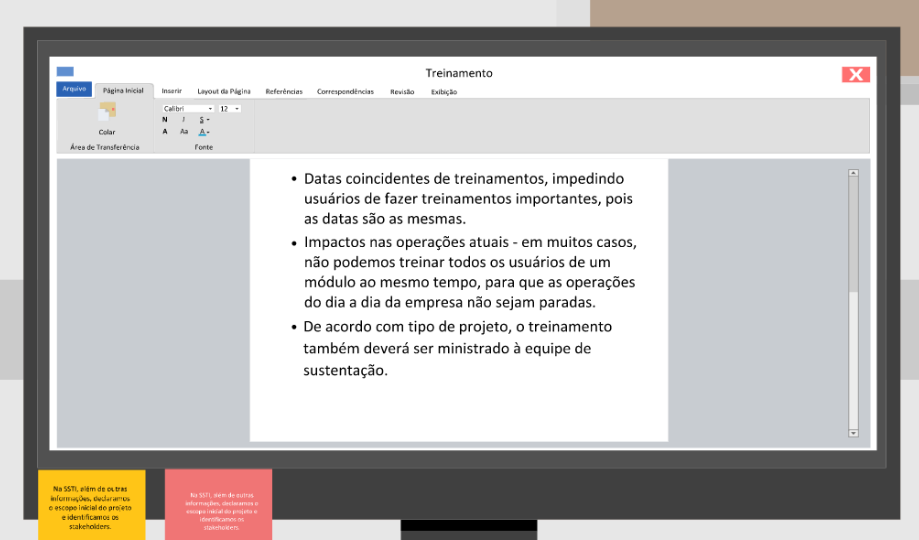 Treinamento
Arquivo Página Inicial Inserir Layout da Página Referências Correspondências Revisão Exibição
Calibri 12
N I S
Colar A Aa A
Área de Transferência Fonte
• Datas coincidentes de treinamentos, impedindo
usuários de fazer treinamentos importantes, pois
as datas são as mesmas.
• Impactos nas operações atuais - em muitos casos,
não podemos treinar todos os usuários de um
módulo ao mesmo tempo, para que as operações
do dia a dia da empresa não sejam paradas.
• De acordo com tipo de projeto, o treinamento
também deverá ser ministrado à equipe de
sustentação.
Na SSTI, além de outras
informações, declaramos
o escopo inicial do projeto
e identificamos os
stakeholders.
Na SSTI, além de outras
informações, declaramos o
escopo inicial do projeto e
identificamos os
stakeholders.